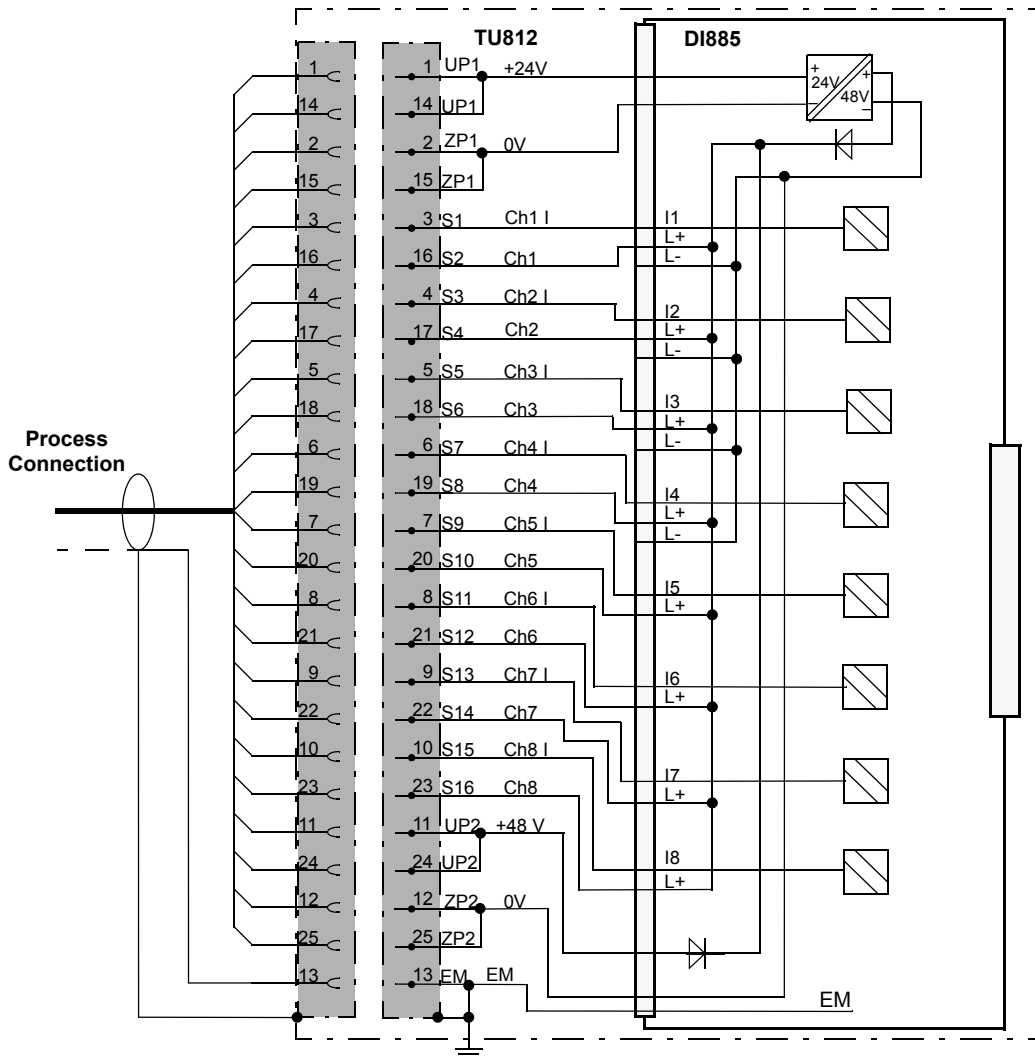 TU812 DI885
1 1 UP1 +24V + 24V + 48V –
14 14 UP1 –
2 2 ZP1 0V
15 15 ZP1
3 3 S1 Ch1 I I1
L+
16 16 S2 Ch1 L-
4 4 S3 Ch2 I I2
17 17 S4 Ch2 L+
L-
5 5 S5 Ch3 I I3
18 18 S6 Ch3 L+
L-
Process
Connection
6 6 S7 Ch4 I I4
19 19 S8 Ch4 L+
L-
7 7 S9 Ch5 I I5
20 20 S10 Ch5 L+
8 8 S11 Ch6 I I6
21 21 S12 Ch6 L+
9 9 S13 Ch7 I I7
22 22 S14 Ch7 L+
10 10 S15 Ch8 I I8
23 23 S16 Ch8 L+
11 11 UP2 +48 V
24 24 UP2
12 12 ZP2 0V
25 25 ZP2
13 13 EM EM EM